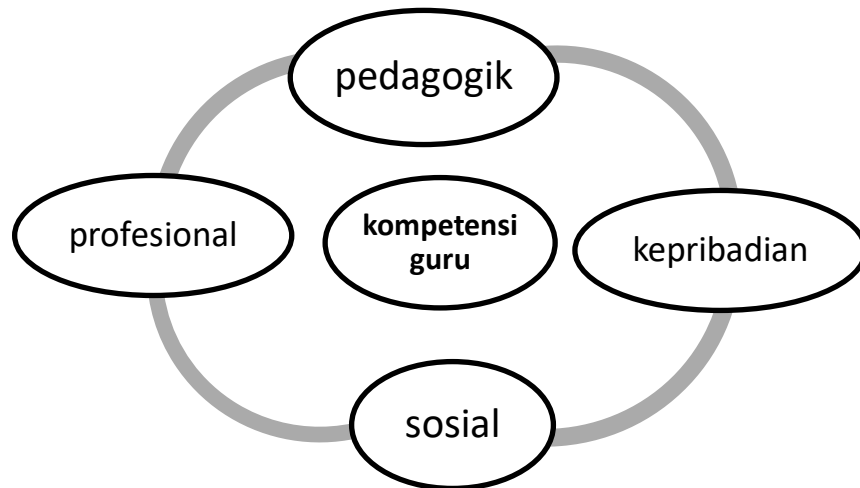 pedagogik
profesional
kompetensi
guru
kepribadian
sosial